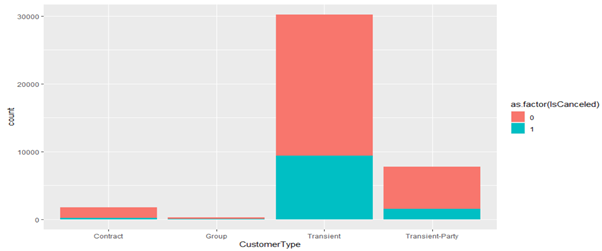 30000
20000
10000
0
count
Contract Group Transient Transient-Party
CustomerType
as.factor(IsCanceled)
0
1